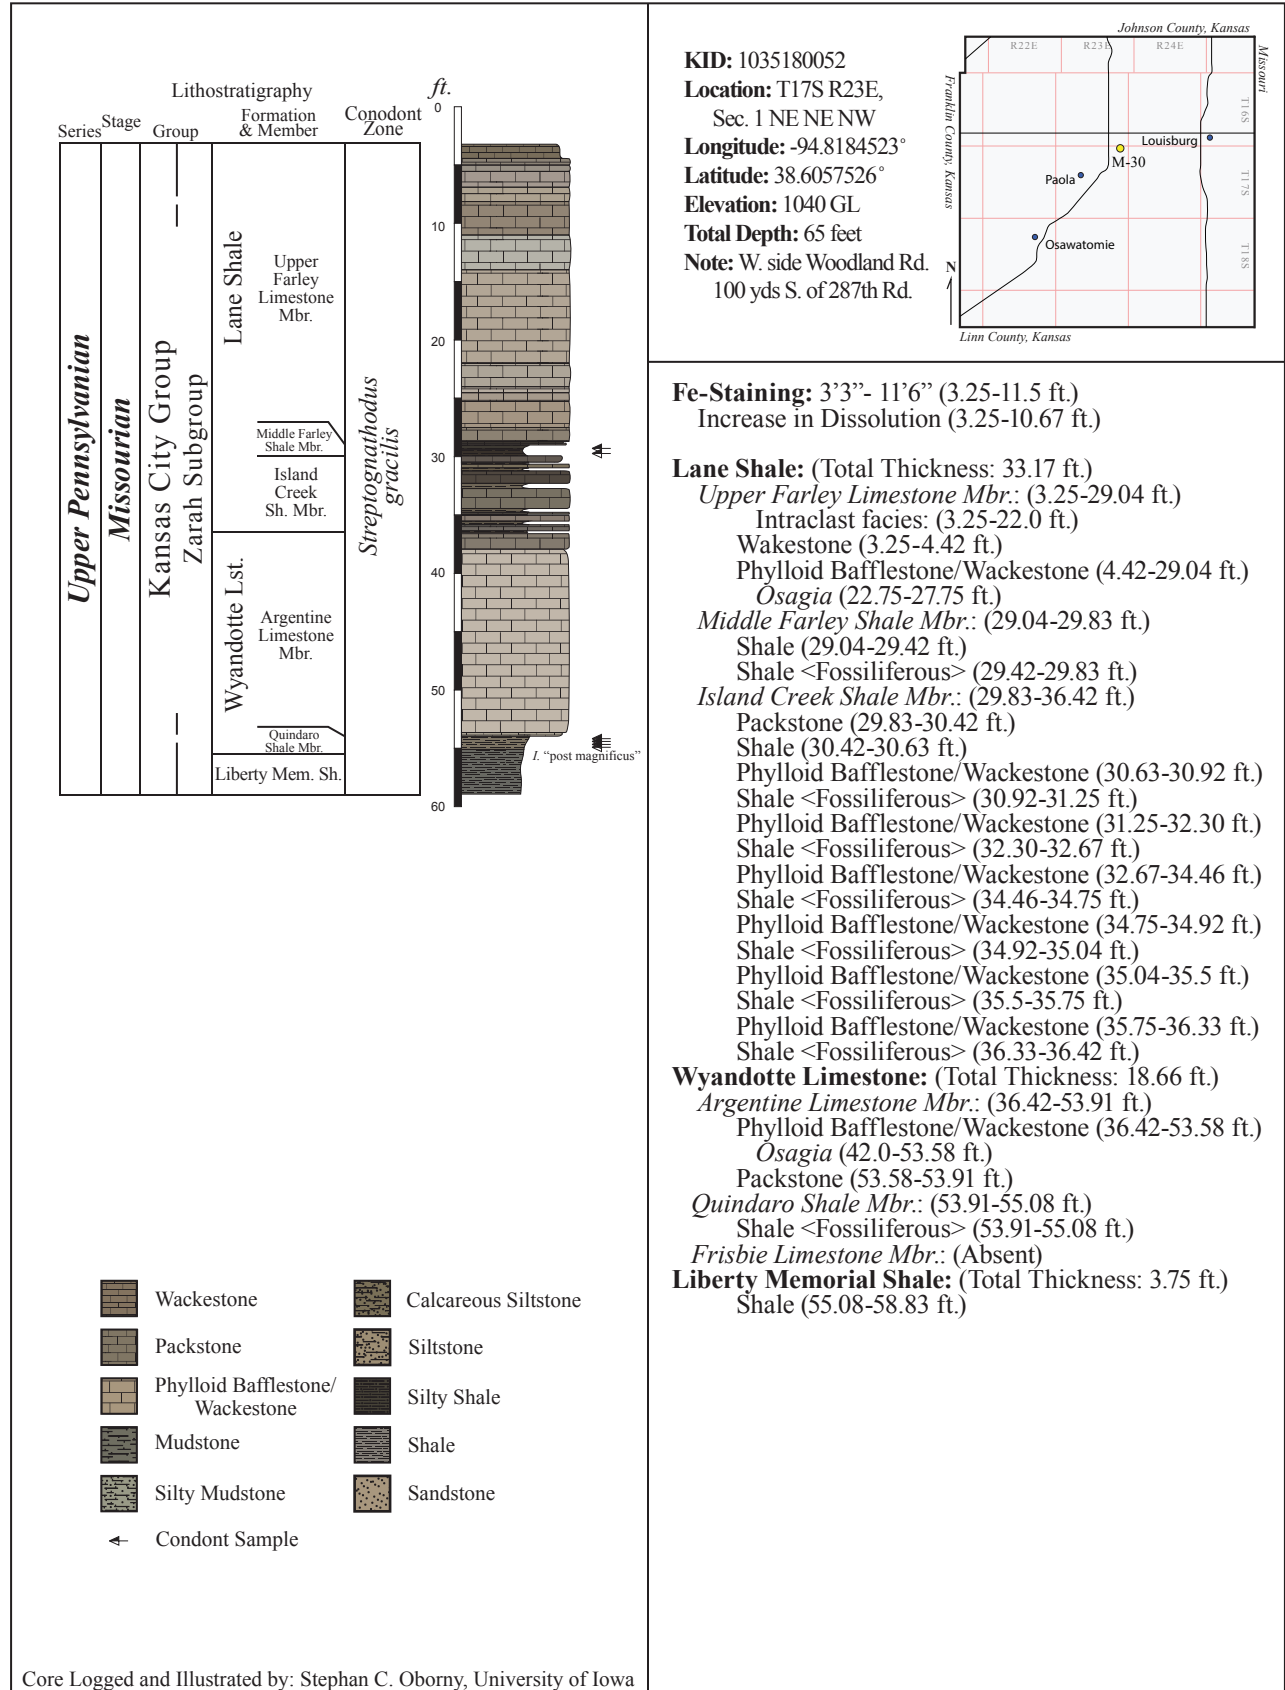 Lithostratigraphy
ft.
Series
Stage
Group
Formation
& Member
Conodont
Zone
Upper Pennsylvanian
Missourian
Kansas City Group
Zarah Subgroup
Lane Shale
Upper
Farley
Limestone
Mbr.
Middle Farley
Shale Mbr.
Island
Creek
Sh. Mbr.
Wyandotte Lst.
Argentine
Limestone
Mbr.
Quindaro
Shale Mbr.
Liberty Mem. Sh.
Streptognathodus
gracilis
0
10
20
30
40
50
60
I. “post magnificus”
Wackestone
Packstone
Phylloid Bafflestone/
Wackestone
Mudstone
Silty Mudstone
Condont Sample
Calcareous Siltstone
Siltstone
Silty Shale
Shale
Sandstone
Core Logged and Illustrated by: Stephan C. Oborny, University of Iowa
KID: 1035180052
Location: T17S R23E,
Sec. 1 NE NE NW
Longitude: -94.8184523°
Latitude: 38.6057526°
Elevation: 1040 GL
Total Depth: 65 feet
Note: W. side Woodland Rd.
100 yds S. of 287th Rd.
Johnson County, Kansas
R22E R23E R24E
Missouri
Franklin County, Kansas
T16S
T17S
T18S
Louisburg
M-30
Paola
Osawatomie
N
Linn County, Kansas
Fe-Staining: 3’3”- 11’6” (3.25-11.5 ft.)
Increase in Dissolution (3.25-10.67 ft.)
Lane Shale: (Total Thickness: 33.17 ft.)
Upper Farley Limestone Mbr.: (3.25-29.04 ft.)
Intraclast facies: (3.25-22.0 ft.)
Wakestone (3.25-4.42 ft.)
Phylloid Bafflestone/Wackestone (4.42-29.04 ft.)
Osagia (22.75-27.75 ft.)
Middle Farley Shale Mbr.: (29.04-29.83 ft.)
Shale (29.04-29.42 ft.)
Shale <Fossiliferous> (29.42-29.83 ft.)
Island Creek Shale Mbr.: (29.83-36.42 ft.)
Packstone (29.83-30.42 ft.)
Shale (30.42-30.63 ft.)
Phylloid Bafflestone/Wackestone (30.63-30.92 ft.)
Shale <Fossiliferous> (30.92-31.25 ft.)
Phylloid Bafflestone/Wackestone (31.25-32.30 ft.)
Shale <Fossiliferous> (32.30-32.67 ft.)
Phylloid Bafflestone/Wackestone (32.67-34.46 ft.)
Shale <Fossiliferous> (34.46-34.75 ft.)
Phylloid Bafflestone/Wackestone (34.75-34.92 ft.)
Shale <Fossiliferous> (34.92-35.04 ft.)
Phylloid Bafflestone/Wackestone (35.04-35.5 ft.)
Shale <Fossiliferous> (35.5-35.75 ft.)
Phylloid Bafflestone/Wackestone (35.75-36.33 ft.)
Shale <Fossiliferous> (36.33-36.42 ft.)
Wyandotte Limestone: (Total Thickness: 18.66 ft.)
Argentine Limestone Mbr.: (36.42-53.91 ft.)
Phylloid Bafflestone/Wackestone (36.42-53.58 ft.)
Osagia (42.0-53.58 ft.)
Packstone (53.58-53.91 ft.)
Quindaro Shale Mbr.: (53.91-55.08 ft.)
Shale <Fossiliferous> (53.91-55.08 ft.)
Frisbie Limestone Mbr.: (Absent)
Liberty Memorial Shale: (Total Thickness: 3.75 ft.)
Shale (55.08-58.83 ft.)